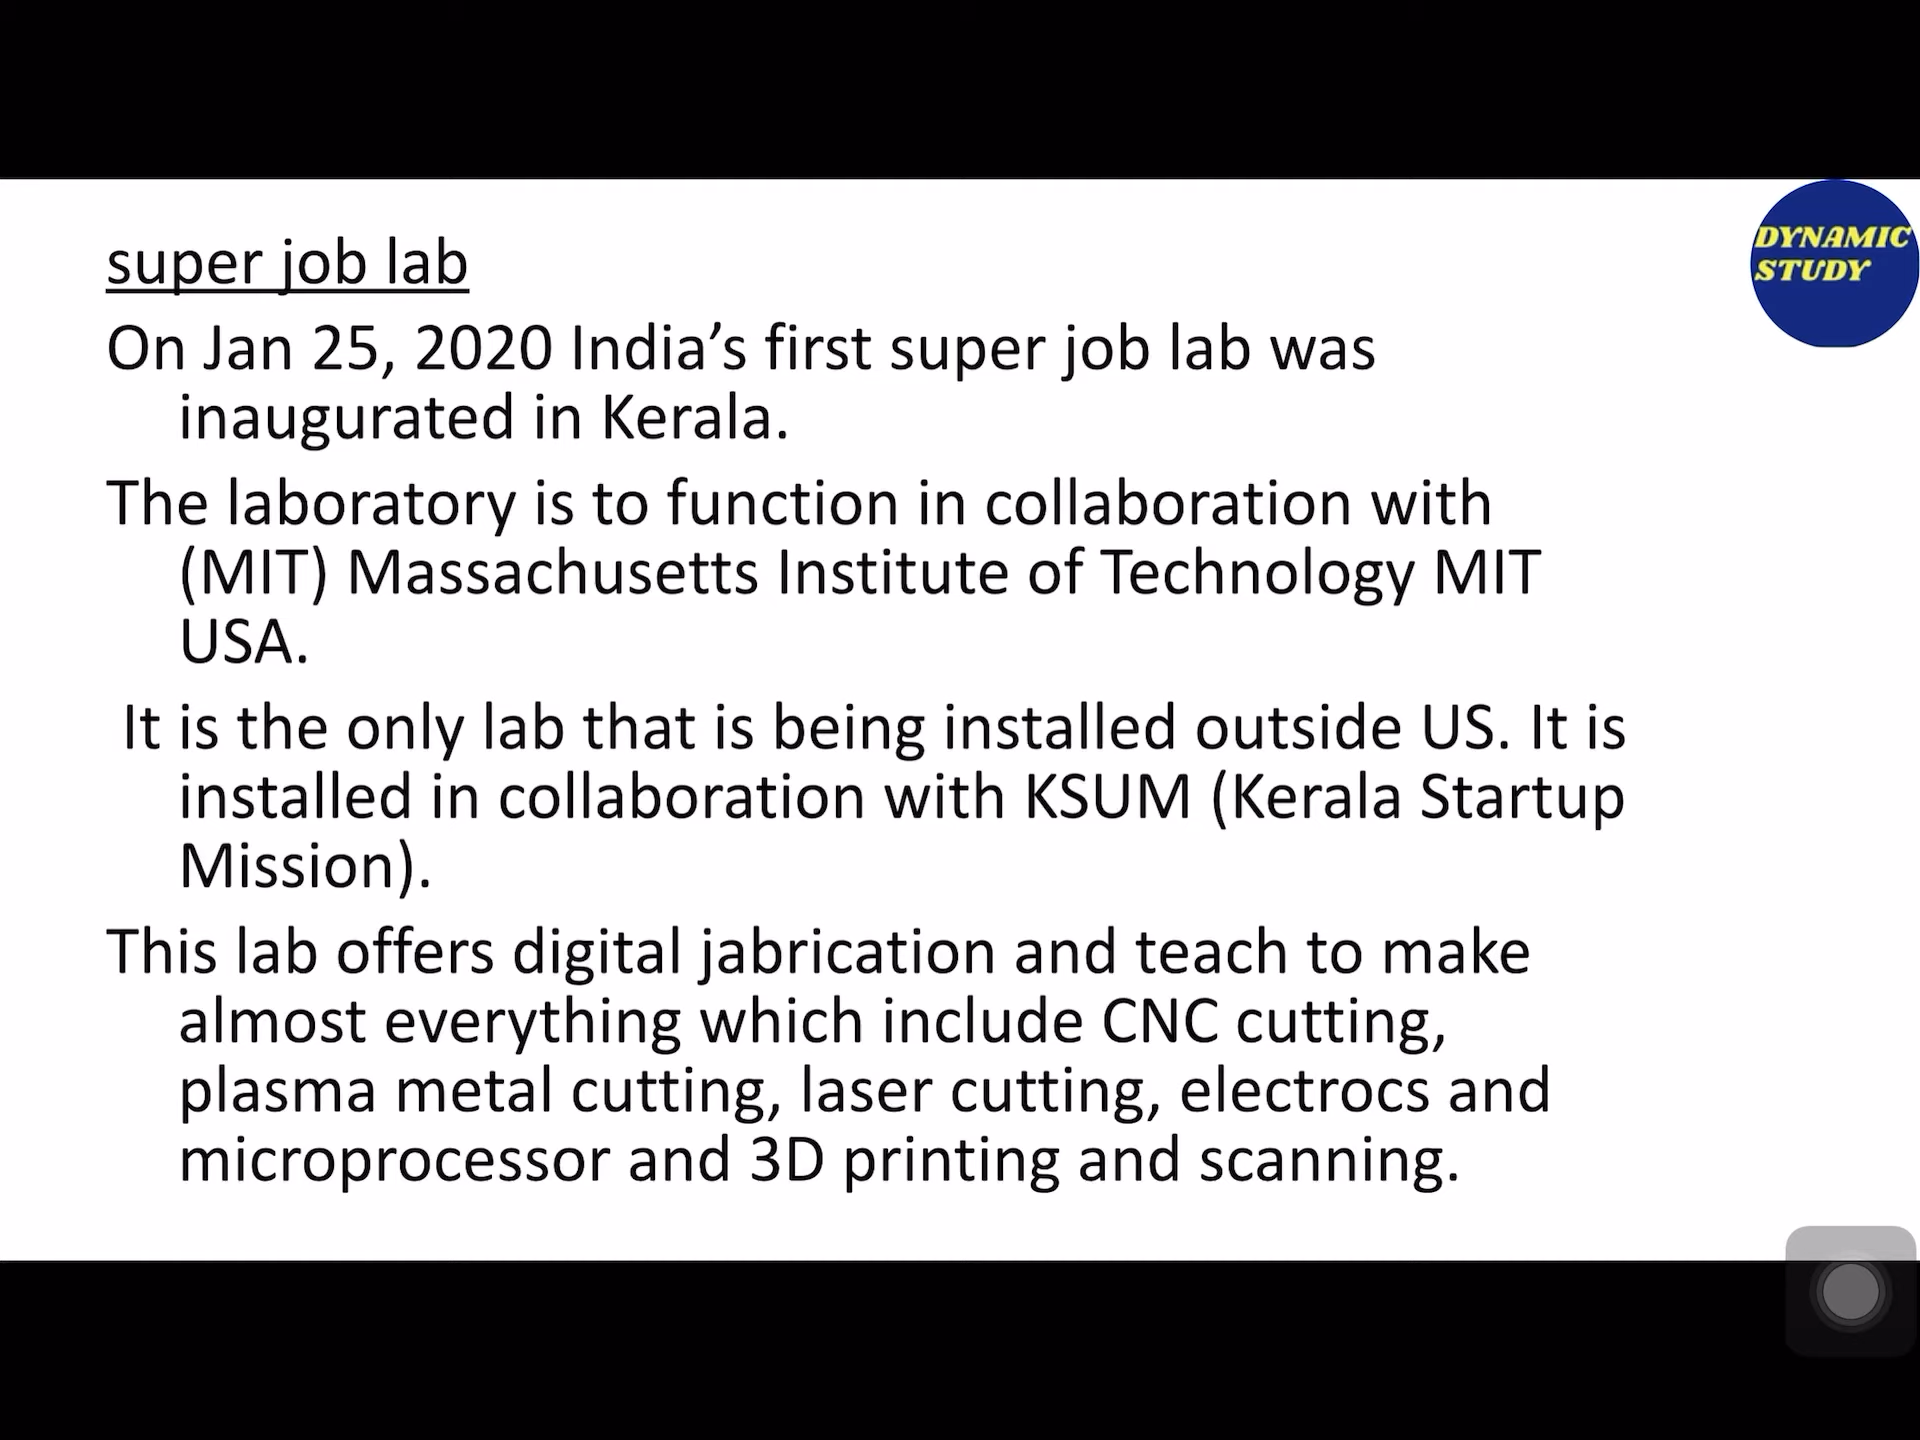 super job lab
On Jan 25, 2020 India’s first super job lab was
inaugurated in Kerala.
The laboratory is to function in collaboration with
(MIT) Massachusetts Institute of Technology MIT
USA.
It is the only lab that is being installed outside US. It is
installed in collaboration with KSUM (Kerala Startup
Mission).
This lab offers digital jabrication and teach to make
almost everything which include CNC cutting,
plasma metal cutting, laser cutting, electrocs and
microprocessor and 3D printing and scanning.
DYNAMIC
STUDY